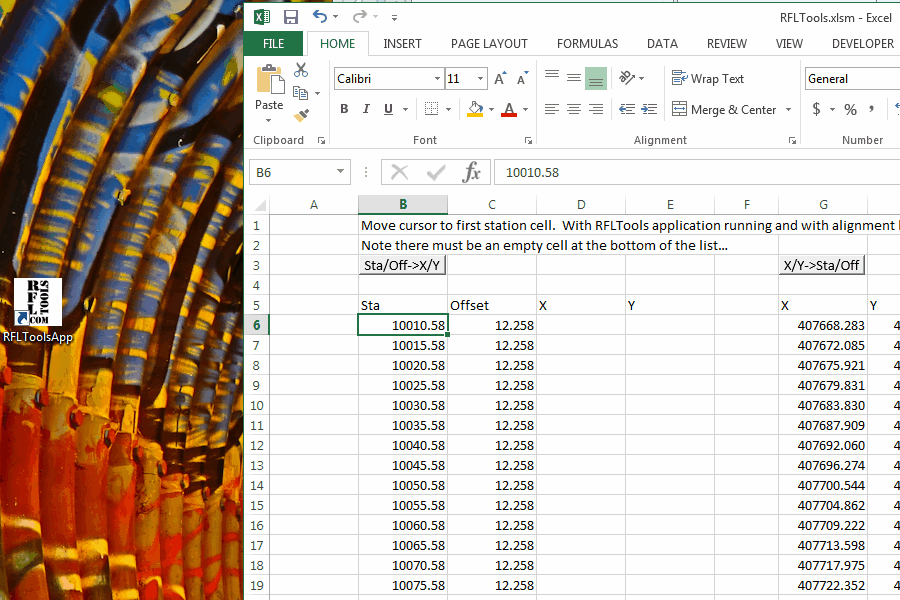 RFLTools.xlsm - Excel
FILE HOME INSERT PAGE LAYOUT FORMULAS DATA REVIEW VIEW DEVELOPER
Calibri 11 A A Wrap Text General
Paste B I U A Merge & Center $ % ,
Clipboard Font Alignment Number
B6 fx 10010.58
A B C D E F G
1 Move cursor to first station cell. With RFLTools application running and with alignment
2 Note there must be an empty cell at the bottom of the list...
3 Sta/Off->X/Y X/Y->Sta/Off
4
5 Sta Offset X Y X Y
6 10010.58 12.258 407668.283 4
7 10015.58 12.258 407672.085 4
8 10020.58 12.258 407675.921 4
9 10025.58 12.258 407679.831 4
10 10030.58 12.258 407683.830 4
11 10035.58 12.258 407687.909 4
12 10040.58 12.258 407692.060 4
13 10045.58 12.258 407696.274 4
14 10050.58 12.258 407700.544 4
15 10055.58 12.258 407704.862 4
16 10060.58 12.258 407709.222 4
17 10065.58 12.258 407713.598 4
18 10070.58 12.258 407717.975 4
19 10075.58 12.258 407722.352 4
RFL TOOLS .COM
RFLToolsApp